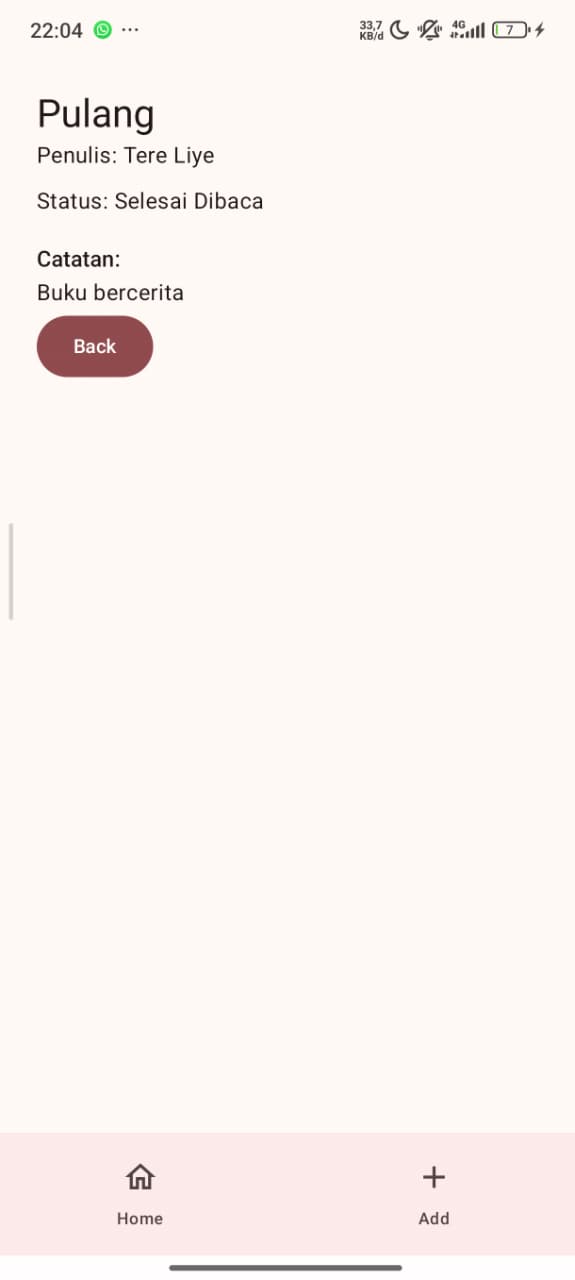 22:04 ...
33,7
KB/d
4G
7
Pulang
Penulis: Tere Liye
Status: Selesai Dibaca
Catatan:
Buku bercerita
Back
Home
Add